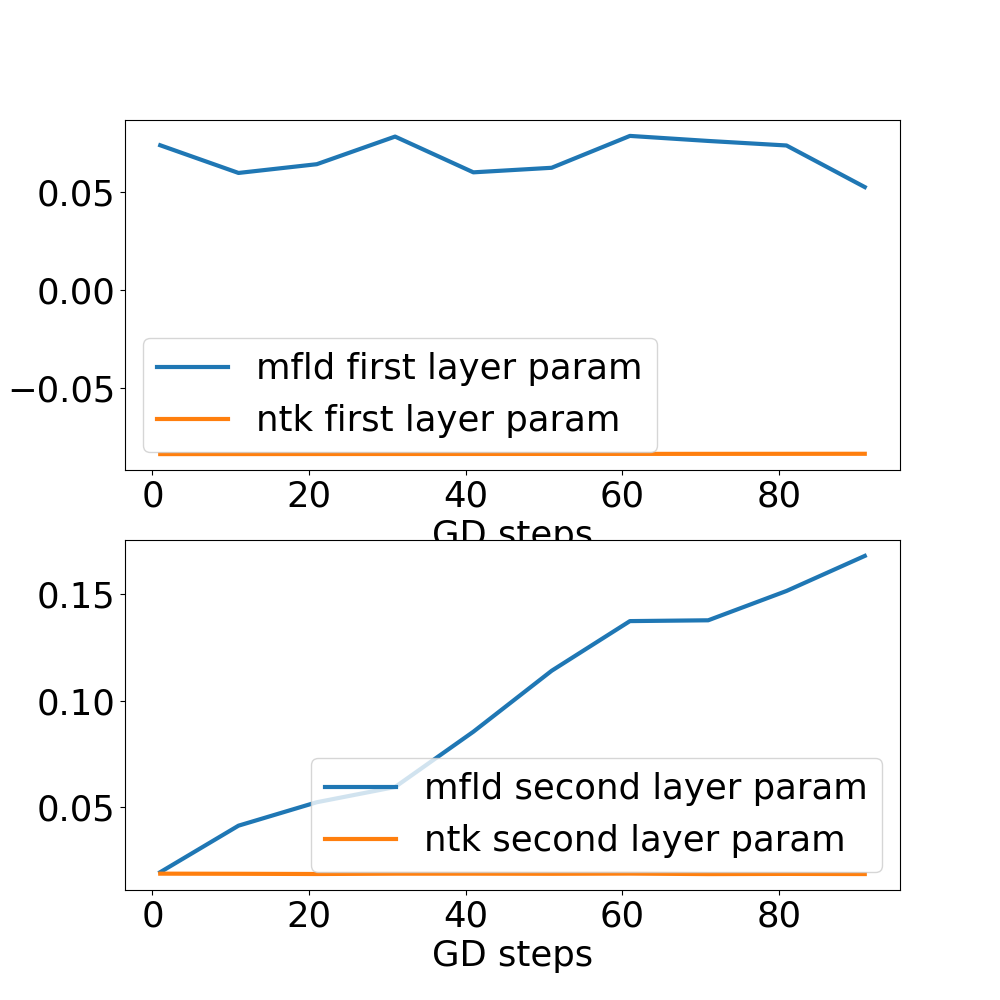 0.05
0.00
−0.05
mfld first layer param
ntk first layer param
0 20 40 60 80
GD steps
0.15
0.10
0.05
mfld second layer param
ntk second layer param
0 20 40 60 80
GD steps